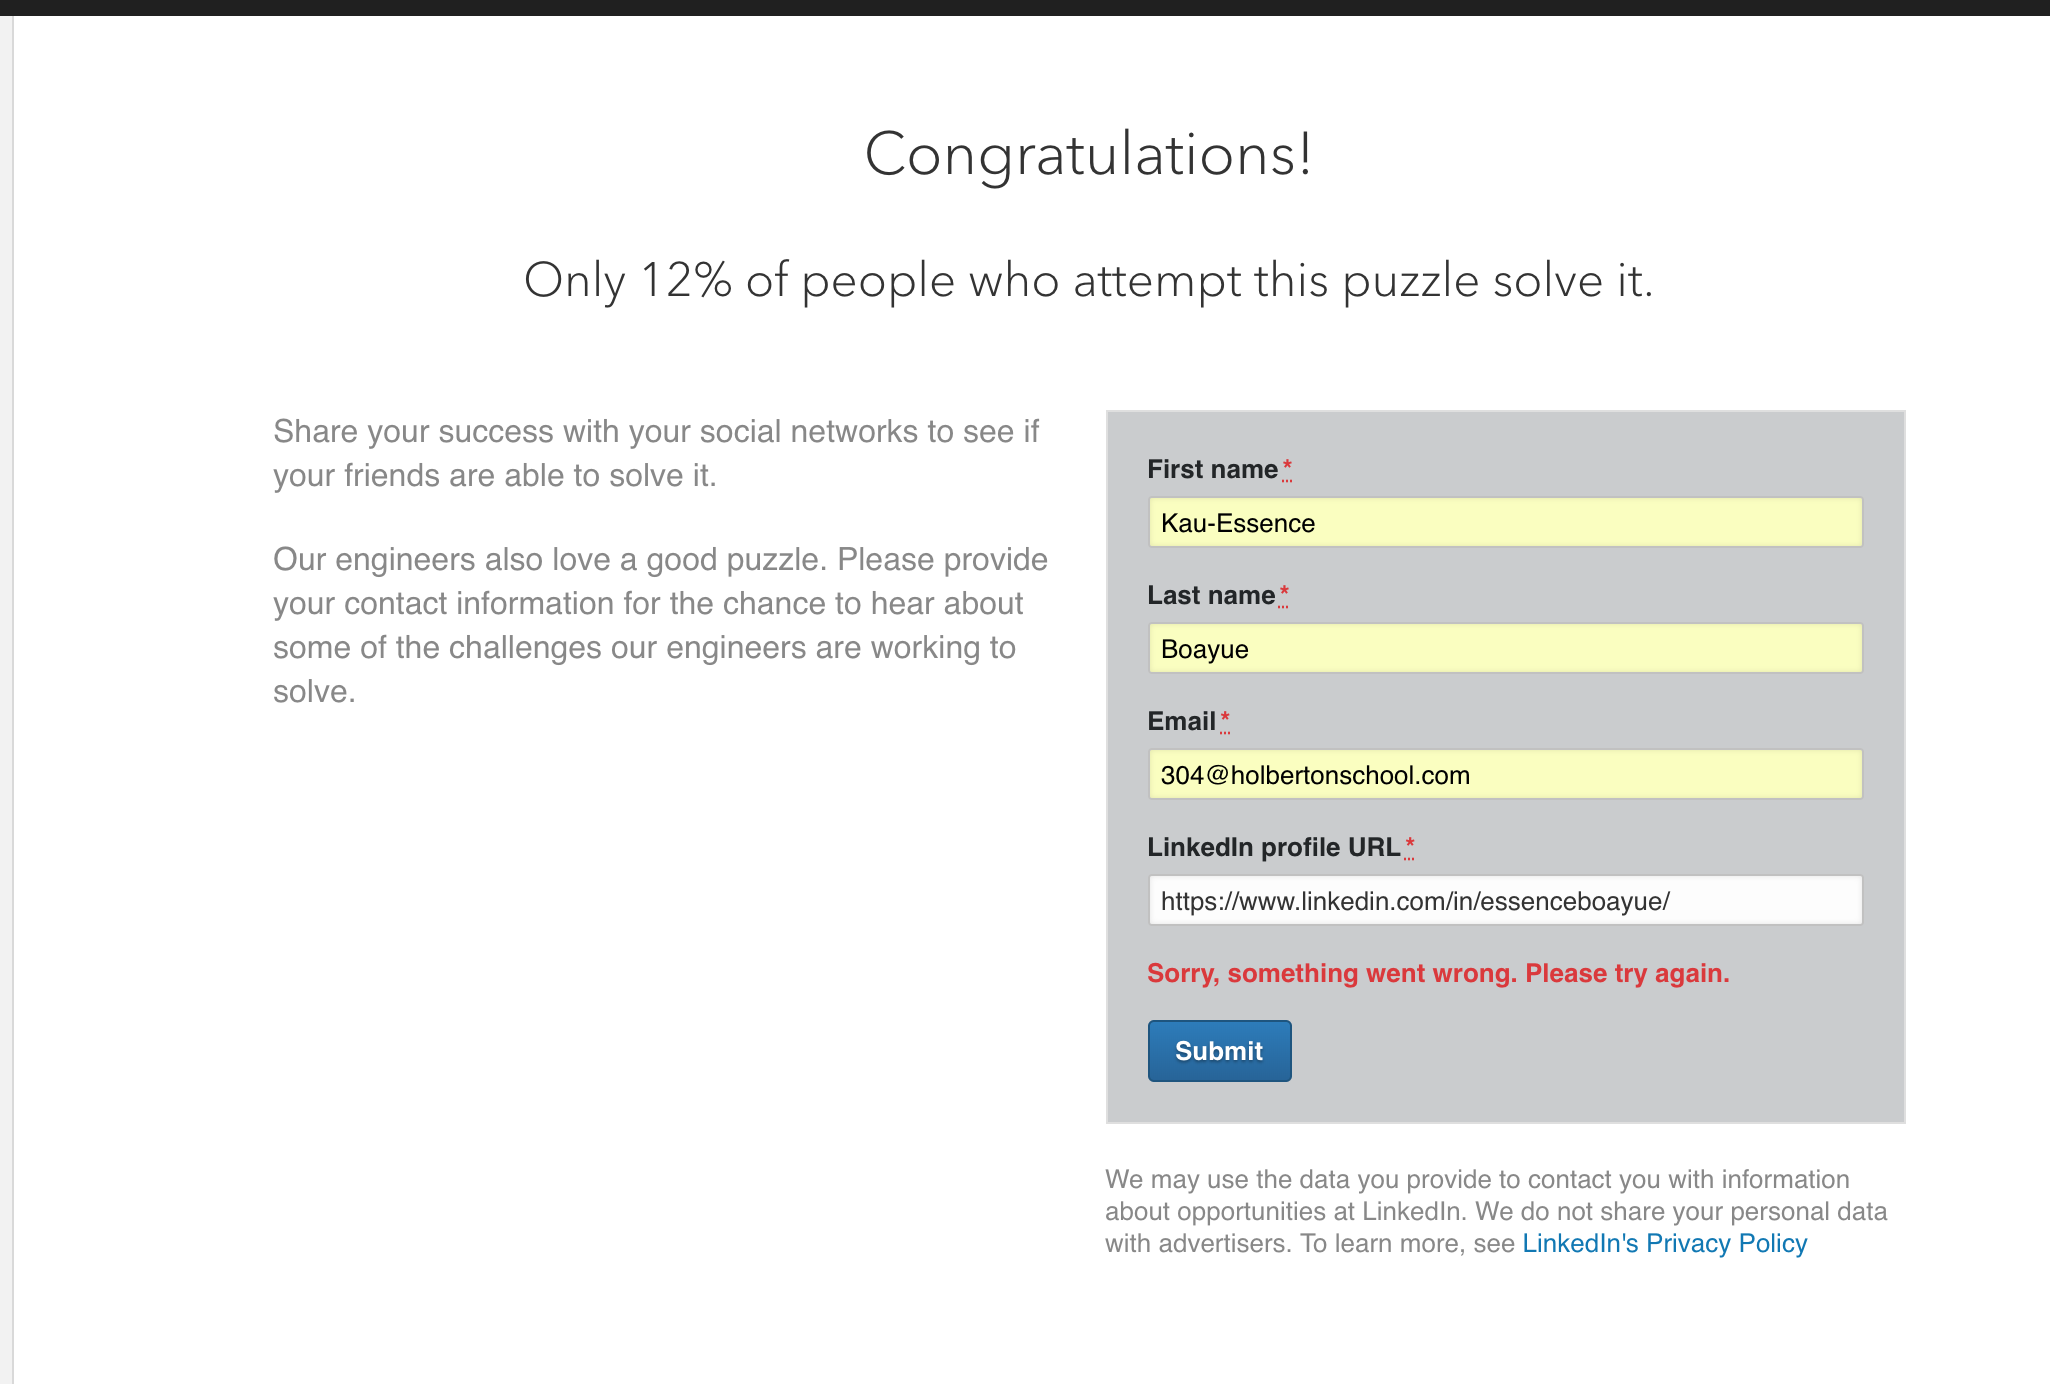 Congratulations!
Only 12% of people who attempt this puzzle solve it.
Share your success with your social networks to see if
your friends are able to solve it.
Our engineers also love a good puzzle. Please provide
your contact information for the chance to hear about
some of the challenges our engineers are working to
solve.
First name*
Kau-Essence
Last name*
Boayue
Email*
304@holbertonschool.com
LinkedIn profile URL*
https://www.linkedin.com/in/essenceboayue/
Sorry, something went wrong. Please try again.
Submit
We may use the data you provide to contact you with information
about opportunities at LinkedIn. We do not share your personal data
with advertisers. To learn more, see LinkedIn's Privacy Policy